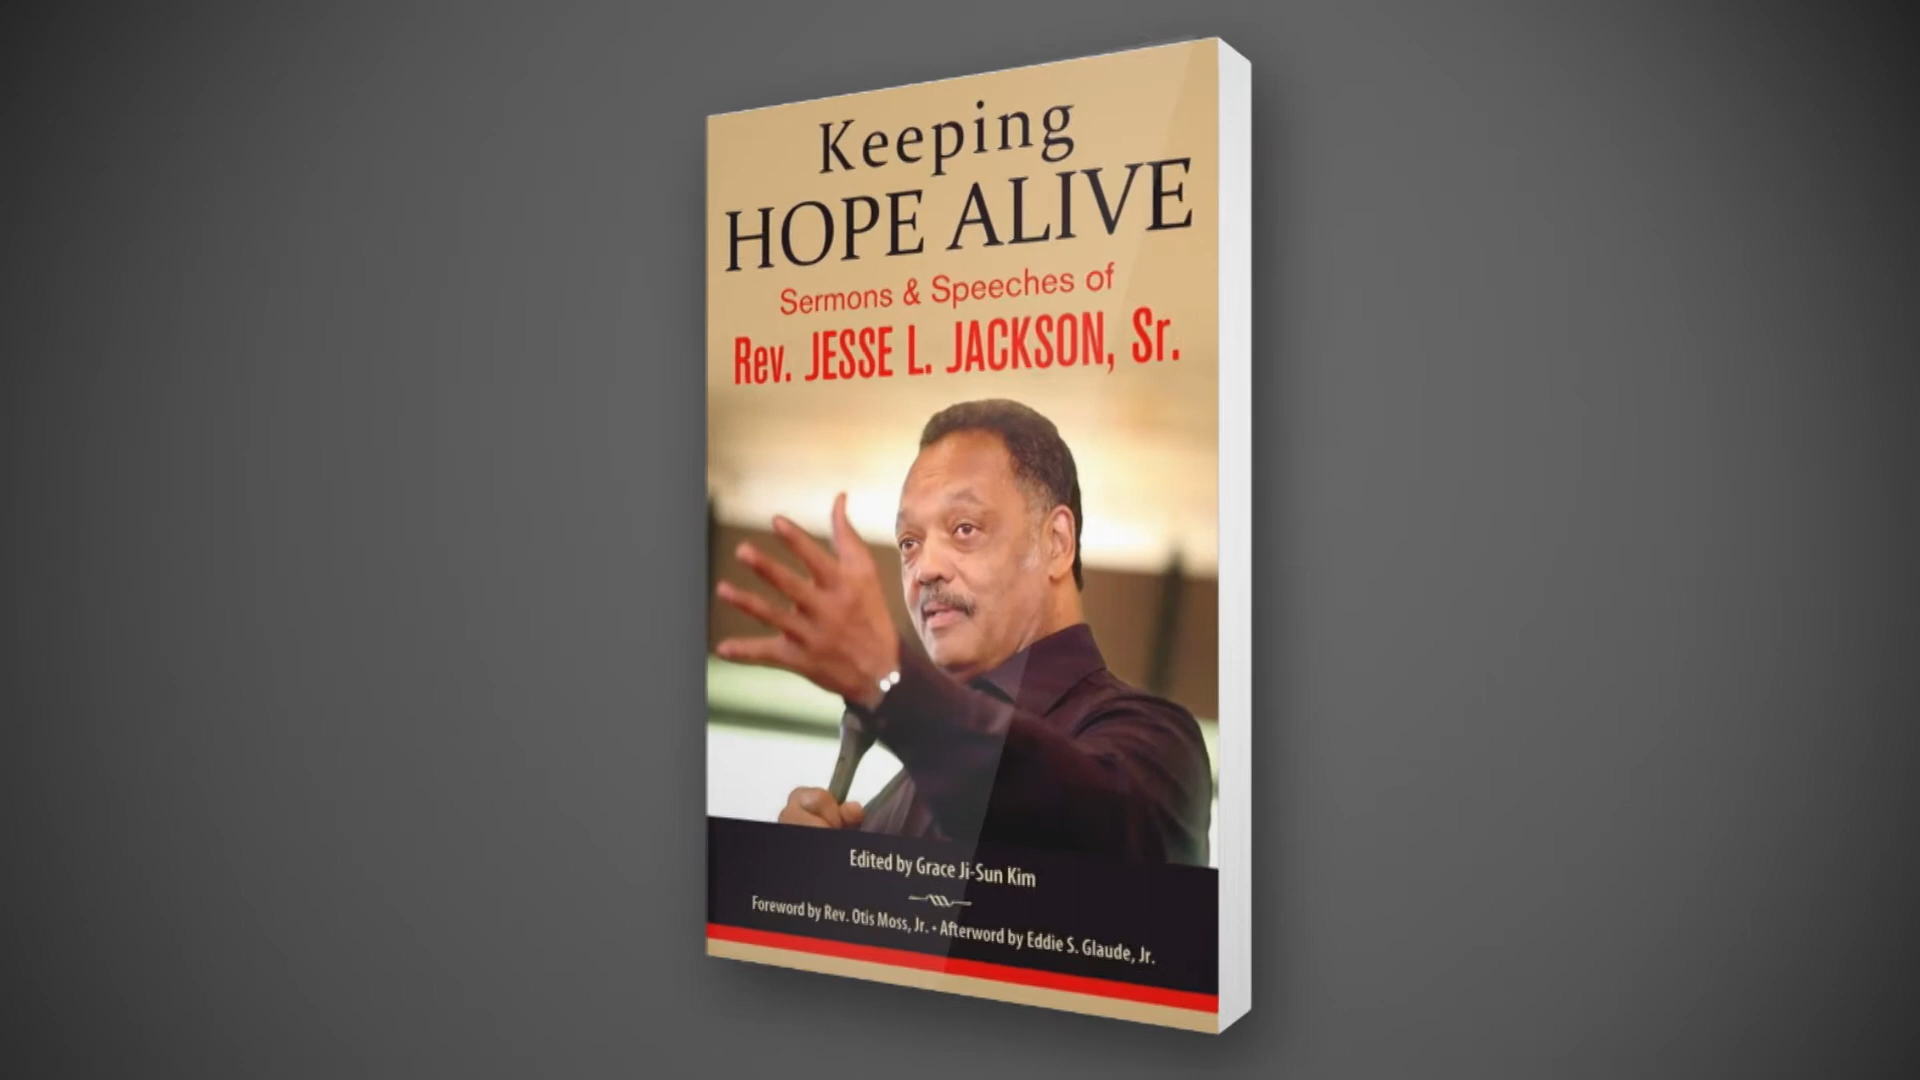 Keeping
HOPE ALIVE
Sermons & Speeches of
Rev. JESSE L. JACKSON, Sr.
Edited by Grace Ji-Sun Kim
Foreword by Rev. Otis Moss, Jr. • Afterword by Eddie S. Glaude, Jr.